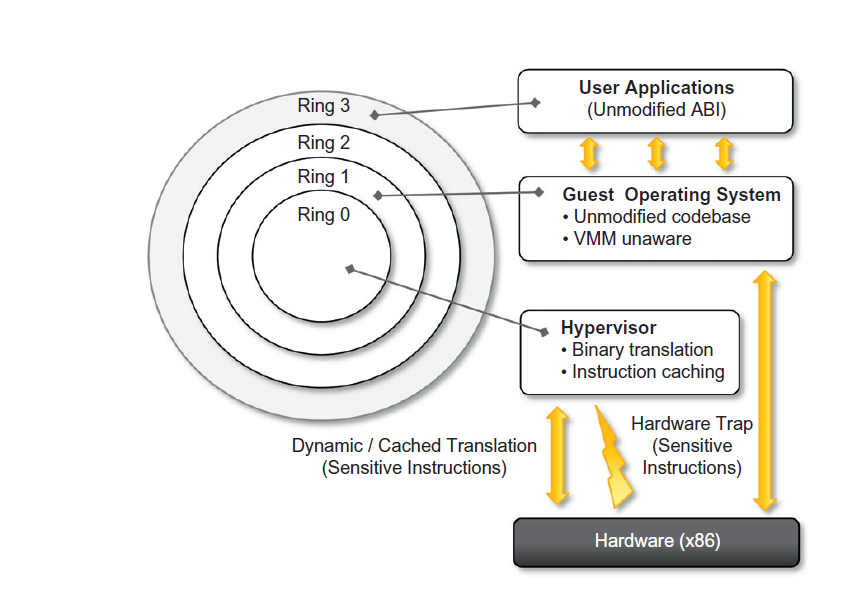 Ring 3
Ring 2
Ring 1
Ring 0
User Applications
(Unmodified ABI)
Guest Operating System
• Unmodified codebase
• VMM unaware
Hypervisor
• Binary translation
• Instruction caching
Dynamic / Cached Translation
(Sensitive Instructions)
Hardware Trap
(Sensitive
Instructions)
Hardware (x86)